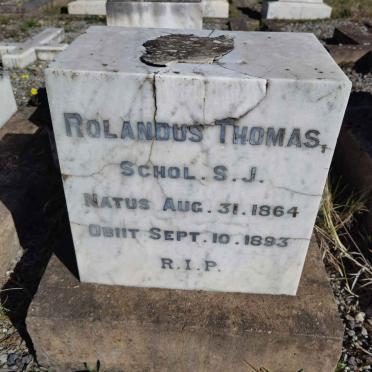 Rolandus Thomas,
Schol. S. J.
Natus Aug. 31. 1864
Obiit Sept. 10. 1893
R. I. P.